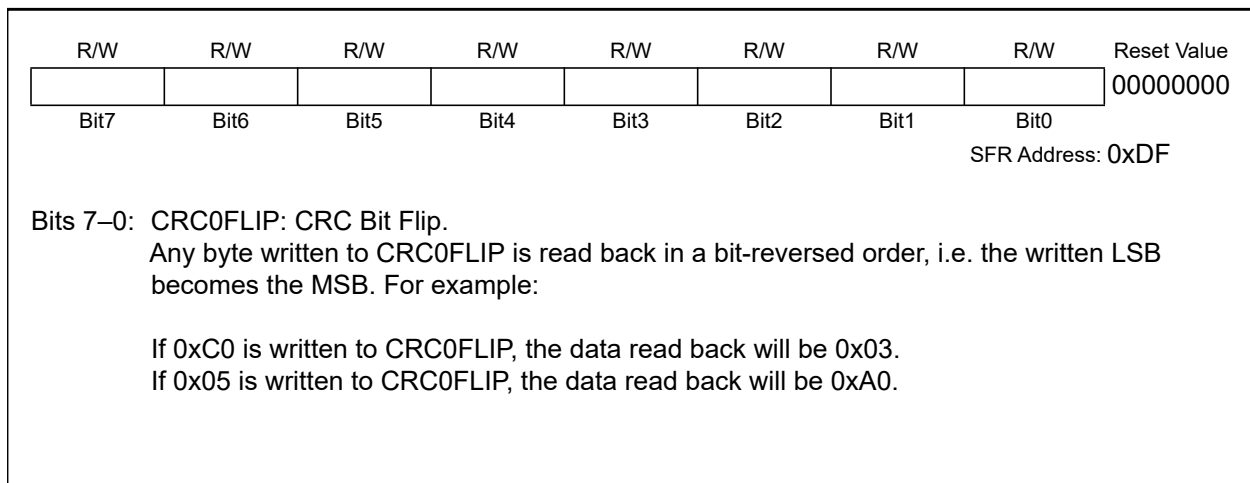 R/W R/W R/W R/W R/W R/W R/W R/W Reset Value
00000000
Bit7 Bit6 Bit5 Bit4 Bit3 Bit2 Bit1 Bit0
SFR Address: 0xDF
Bits 7–0: CRC0FLIP: CRC Bit Flip.
Any byte written to CRC0FLIP is read back in a bit-reversed order, i.e. the written LSB
becomes the MSB. For example:
If 0xC0 is written to CRC0FLIP, the data read back will be 0x03.
If 0x05 is written to CRC0FLIP, the data read back will be 0xA0.